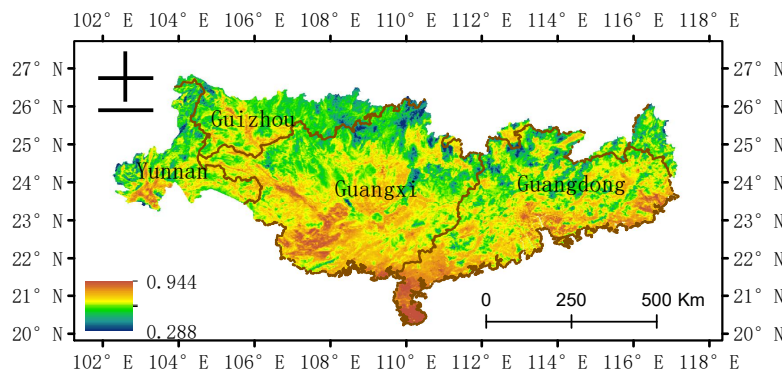 102° E 104° E 106° E 108° E 110° E 112° E 114° E 116° E 118° E
27° N 27° N
26° N 26° N
Guizhou
25° N 25° N
Yunnan
24° N Guangxi Guangdong 24° N
23° N 23° N
22° N 22° N
0.944
21° N 0 250 500 Km 21° N
0.288
20° N 20° N
102° E 104° E 106° E 108° E 110° E 112° E 114° E 116° E 118° E